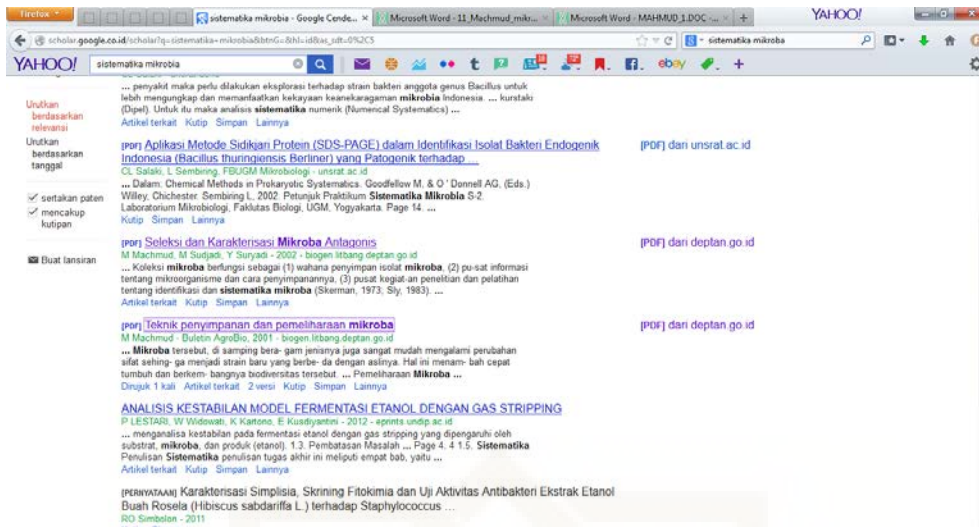 Firefox
sistematika mikrobia - Google Cende... ×
Microsoft Word - 11_Machmud_mikr... ×
Microsoft Word - MAHMUD_1.DOC -... ×
+
YAHOO!
scholar.google.co.id/scholar?q=sistematika+mikrobia&btnG=&hl=id&as_sdt=0%2C5
sistematika mikroba
YAHOO!
sistematika mikrobia
ebay
... penyakit maka perlu dilakukan eksplorasi terhadap strain bakteri anggota genus Bacillus untuk
lebih mengungkap dan memanfaatkan kekayaan keanekaragaman mikrobia Indonesia. ... kurstaki
(Dipel). Untuk itu maka analisis sistematika numerik (Numerical Systematics) ...
Artikel terkait Kutip Simpan Lainnya
Urutkan
berdasarkan
relevansi
Urutkan
berdasarkan
tanggal
sertakan paten
mencakup
kutipan
Buat lansiran
[PDF] Aplikasi Metode Sidikjari Protein (SDS-PAGE) dalam Identifikasi Isolat Bakteri Endogenik
Indonesia (Bacillus thuringiensis Berliner) yang Patogenik terhadap ...
[PDF] dari unsrat.ac.id
CL Salaki, L Sembiring, FBUGM Mikrobiologi - unsrat.ac.id
... Dalam: Chemical Methods in Prokaryotic Systematics. Goodfellow M, & O ' Donnell AG, (Eds.)
Willey, Chichester. Sembiring L, 2002. Petunjuk Praktikum Sistematika Mikrobia S-2.
Laboratorium Mikrobiologi, Faklutas Biologi, UGM, Yogyakarta. Page 14. ...
Kutip Simpan Lainnya
[PDF] Seleksi dan Karakterisasi Mikroba Antagonis
[PDF] dari deptan.go.id
M Machmud, M Sudjadi, Y Suryadi - 2002 - biogen.litbang.deptan.go.id
... Koleksi mikroba berfungsi sebagai (1) wahana penyimpan isolat mikroba, (2) pu-sat informasi
tentang mikroorganisme dan cara penyimpanannya, (3) pusat kegiat-an penelitian dan pelatihan
tentang identifikasi dan sistematika mikroba (Skerman, 1973; Sly, 1983). ...
Artikel terkait Kutip Simpan Lainnya
[PDF] Teknik penyimpanan dan pemeliharaan mikroba
[PDF] dari deptan.go.id
M Machmud - Buletin AgroBio, 2001 - biogen.litbang.deptan.go.id
... Mikroba tersebut, di samping bera- gam jenisnya juga sangat mudah mengalami perubahan
sifat sehing- ga menjadi strain baru yang berbe- da dengan aslinya. Hal ini menam- bah cepat
tumbuh dan berkem- bangnya biodiversitas tersebut. ... Pemeliharaan Mikroba ...
Dirujuk 1 kali Artikel terkait 2 versi Kutip Simpan Lainnya
ANALISIS KESTABILAN MODEL FERMENTASI ETANOL DENGAN GAS STRIPPING
P LESTARI, W Widowati, K Kartono, E Kusdiyantini - 2012 - eprints.undip.ac.id
... menganalisa kestabilan pada fermentasi etanol dengan gas stripping yang dipengaruhi oleh
substrat, mikroba, dan produk (etanol). 1.3. Pembatasan Masalah ... Page 4. 4 1.5. Sistematika
Penulisan Sistematika penulisan tugas akhir ini meliputi empat bab, yaitu ...
Artikel terkait Kutip Simpan Lainnya
[PERNYATAAN] Karakterisasi Simplisia, Skrining Fitokimia dan Uji Aktivitas Antibakteri Ekstrak Etanol
Buah Rosela (Hibiscus sabdariffa L.) terhadap Staphylococcus ...
RO Simbolon - 2011